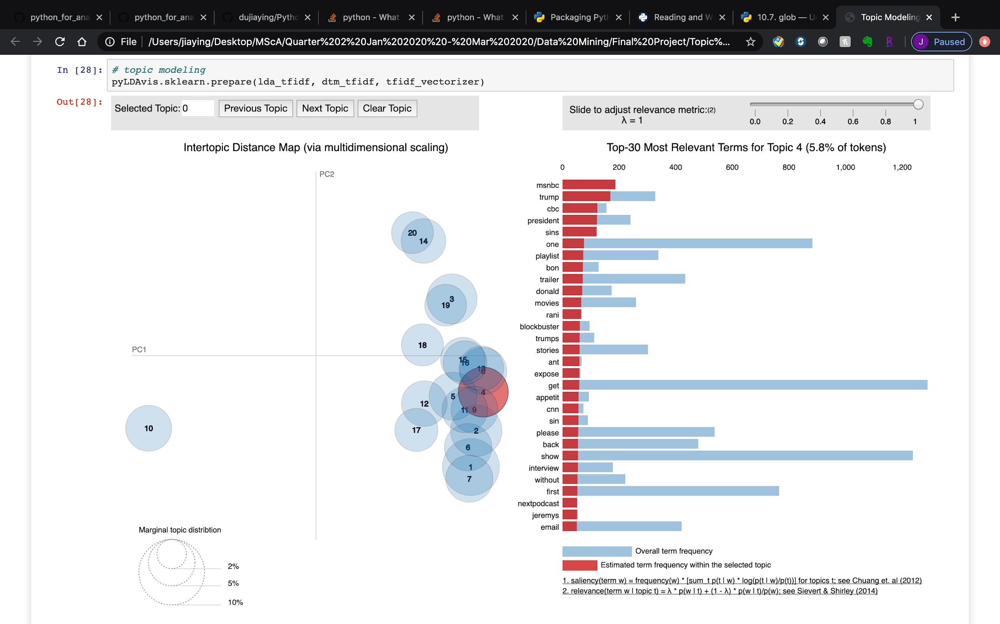 python_for_ana
python_for_ana
dujiaying/Pytho
python - What
python - What
Packaging Pyth
Reading and W
10.7. glob — U
Topic Modeling
File
/Users/jiaying/Desktop/MScA/Quarter%202%20Jan%202020%20-%20Mar%202020/Data%20Mining/Final%20Project/Topic%...
J Paused
In [28]:
# topic modeling
pyLDAvis.sklearn.prepare(lda_tfidf, dtm_tfidf, tfidf_vectorizer)
Out[28]:
Selected Topic: 0
Previous Topic
Next Topic
Clear Topic
Slide to adjust relevance metric:(2)
λ = 1
0.0 0.2 0.4 0.6 0.8 1
Intertopic Distance Map (via multidimensional scaling)
PC2
PC1
20
14
3
19
18
15
16
13
8
4
5
12
11
9
10
17
2
6
1
7
Marginal topic distribtion
2%
5%
10%
Top-30 Most Relevant Terms for Topic 4 (5.8% of tokens)
0 200 400 600 800 1,000 1,200
msnbc
trump
cbc
president
sins
one
playlist
bon
trailer
donald
movies
rani
blockbuster
trumps
stories
ant
expose
get
appetit
cnn
sin
please
back
show
interview
without
first
nextpodcast
jeremys
email
Overall term frequency
Estimated term frequency within the selected topic
1. saliency(term w) = frequency(w) * [sum_t p(t | w) * log(p(t | w)/p(t))] for topics t; see Chuang et. al (2012)
2. relevance(term w | topic t) = λ * p(w | t) + (1 - λ) * p(w | t)/p(w); see Sievert & Shirley (2014)